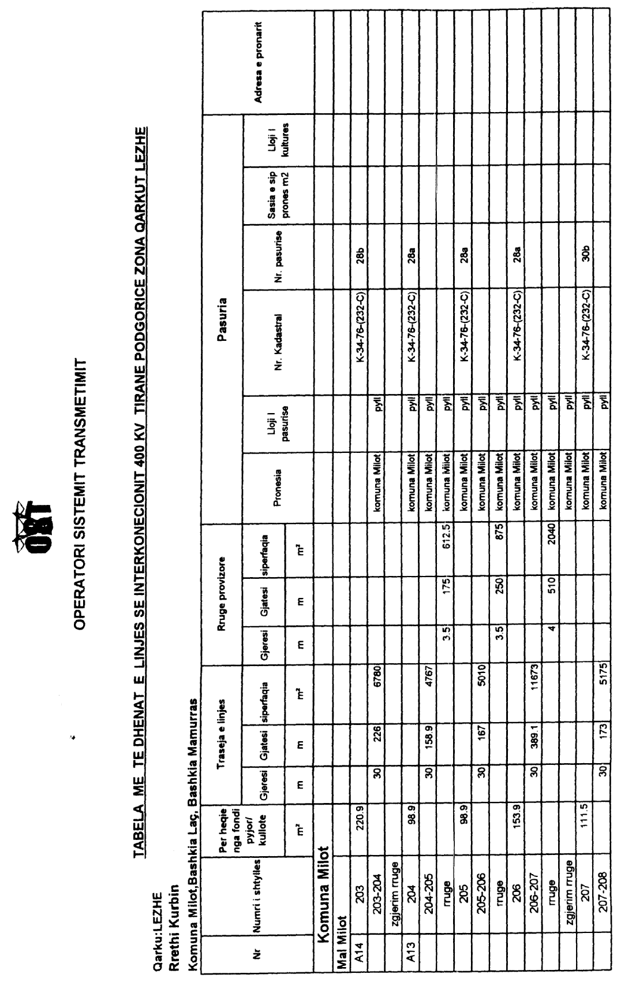 OST
OPERATORI SISTEMIT TRANSMETIMIT
TABELA ME TE DHENAT E LINJES SE INTERKONECIONIT 400 KV TIRANE PODGORICE ZONA QARKUT LEZHE
Qarku:LEZHE
Rrethi Kurbin
Komuna Milot,Bashkia Laç, Bashkia Mamurras
Nr Numri i shtylles Per heqie nga fondi pyjor/ kullote Traseja e linjes Rruge provizore Pasuria Adresa e pronarit
Gjeresi Gjatesi siperfaqia Gjeresi Gjatesi siperfaqia Pronesia Lloji I pasurise Nr. Kadastral Nr. pasurise Sasia e sip prones m2 Lloji I kultures
m² m m m² m m m²
Komuna Milot
Mal Milot
A14 203 220.9 K-34-76-(232-C) 28b
203-204 30 226 6780 komuna Milot pyll
zgjerim rruge
A13 204 98.9 komuna Milot pyll K-34-76-(232-C) 28a
204-205 30 158.9 4767 komuna Milot pyll
rruge 3.5 175 612.5 komuna Milot pyll
205 98.9 komuna Milot pyll K-34-76-(232-C) 28a
205-206 30 167 5010 komuna Milot pyll
rruge 3.5 250 875 komuna Milot pyll
206 153.9 komuna Milot pyll K-34-76-(232-C) 28a
206-207 30 389.1 11673 komuna Milot pyll
rruge 4 510 2040 komuna Milot pyll
zgjerim rruge komuna Milot pyll
207 111.5 komuna Milot pyll K-34-76-(232-C) 30b
207-208 30 173 5175 komuna Milot pyll